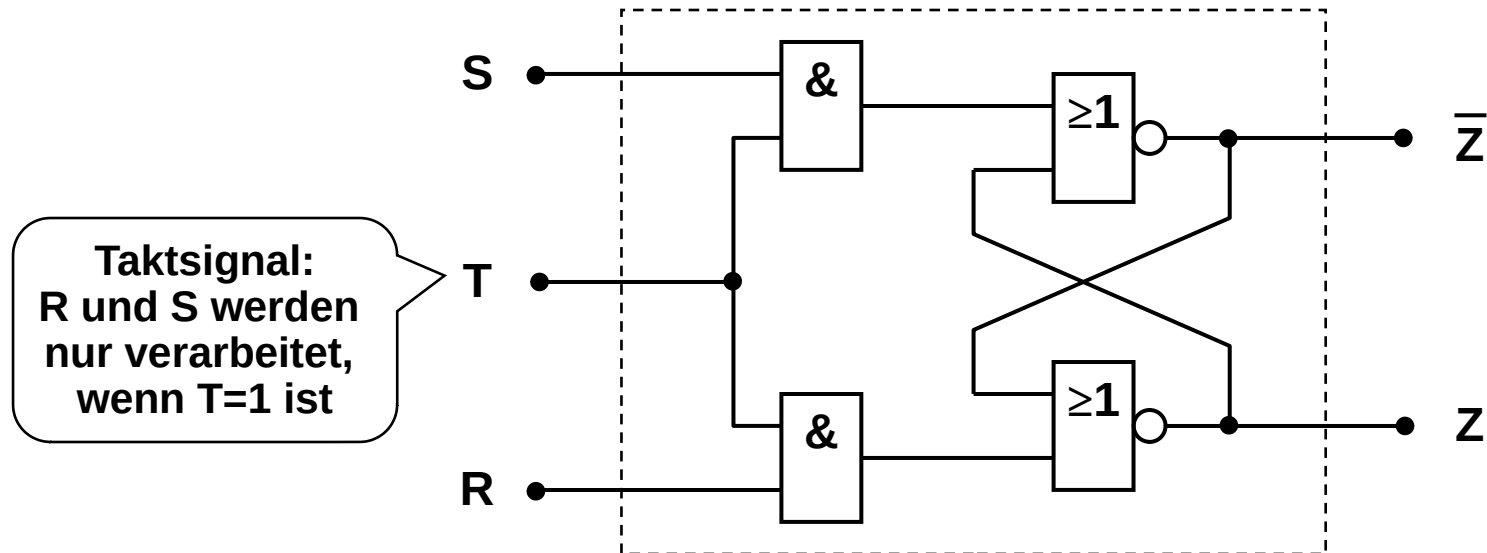 S
&
≥1
Z̅
Taktsignal:
R und S werden
nur verarbeitet,
wenn T=1 ist
T
&
≥1
Z
R